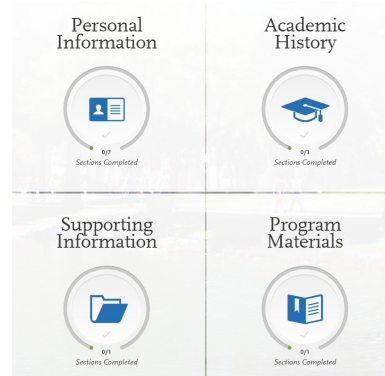 Personal
Information
0/7
Sections Completed
Academic
History
0/3
Sections Completed
Supporting
Information
0/1
Sections Completed
Program
Materials
0/1
Sections Completed